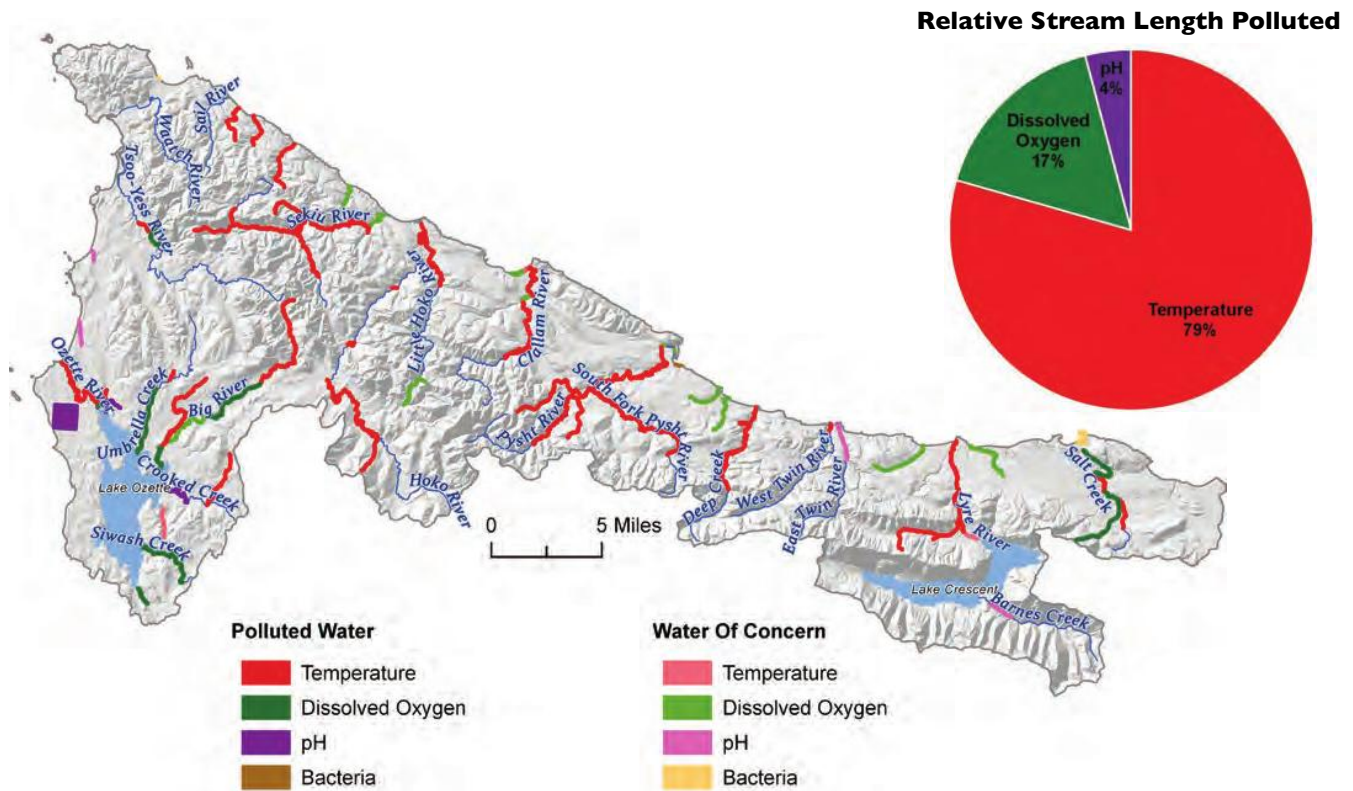 Relative Stream Length Polluted
pH
4%
Dissolved
Oxygen
17%
Temperature
79%
Sail River
Waatch River
Tsoo-Yess River
Sekiu River
Little Hoko
River
Clallam River
Ozette River
Umbrella Creek
Big River
South Fork Pysht River
Pysht River
Crooked Creek
Lake Ozette
Hoko River
Deep Creek
West Twin River
East Twin River
Lyre River
Salt Creek
Siwash Creek
0 5 Miles
Lake Crescent
Barnes Creek
Polluted Water
Temperature
Dissolved Oxygen
pH
Bacteria
Water Of Concern
Temperature
Dissolved Oxygen
pH
Bacteria